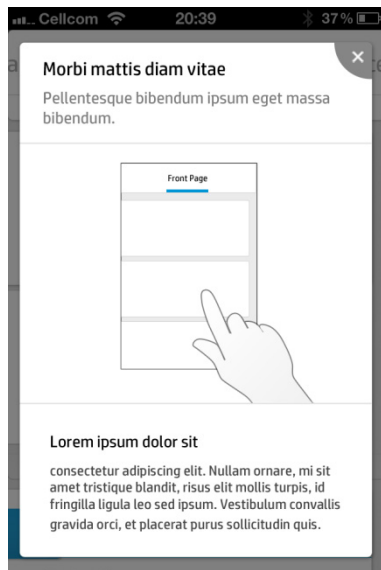 Cellcom 20:39 37%
Morbi mattis diam vitae
Pellentesque bibendum ipsum eget massa
bibendum.
Front Page
Lorem ipsum dolor sit
consectetur adipiscing elit. Nullam ornare, mi sit
amet tristique blandit, risus elit mollis turpis, id
fringilla ligula leo sed ipsum. Vestibulum convallis
gravida orci, et placerat purus sollicitudin quis.